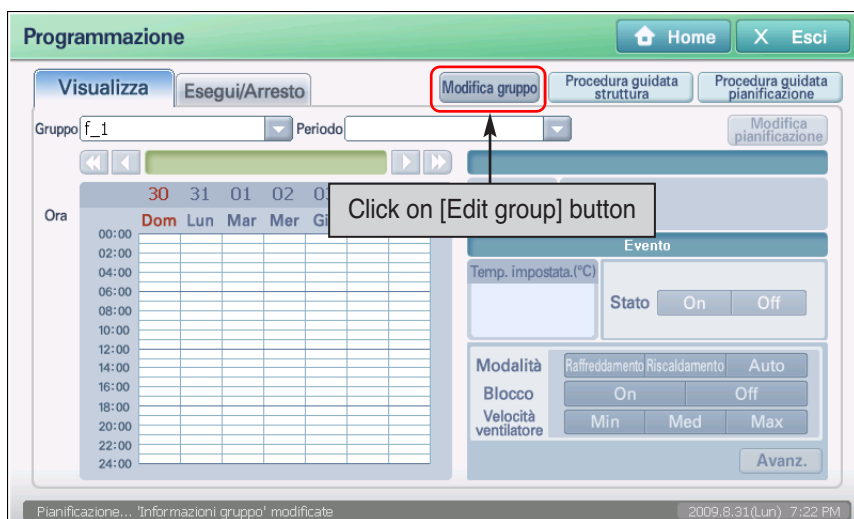 Programmazione
Home
X Esci
Visualizza
Esegui/Arresto
Modifica gruppo
Procedura guidata
struttura
Procedura guidata
pianificazione
Gruppo f_1
Periodo
Modifica
pianificazione
30 31 01 02
Ora
Dom Lun Mar Mer
Click on [Edit group] button
00:00
02:00
04:00
06:00
08:00
10:00
12:00
14:00
16:00
18:00
20:00
22:00
24:00
Evento
Temp. impostata.(°C)
Stato On Off
Modalità Raffreddamento Riscaldamento Auto
Blocco On Off
Velocità
ventilatore
Min Med Max
Avanz.
Pianificazione... 'Informazioni gruppo' modificate
2009.8.31(Lun) 7:22 PM